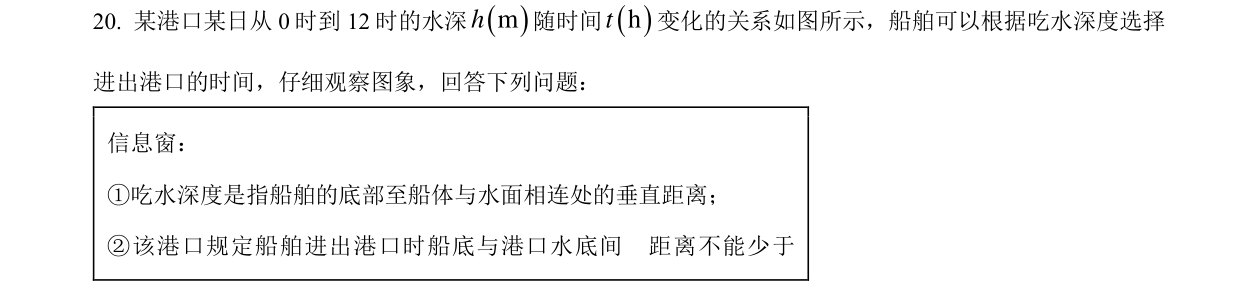 20. 某港口某日从 0 时到 12 时的水深 h(m) 随时间 t(h) 变化的关系如图所示，船舶可以根据吃水深度选择
进出港口的时间，仔细观察图象，回答下列问题：
信息窗：
①吃水深度是指船舶的底部至船体与水面相连处的垂直距离；
②该港口规定船舶进出港口时船底与港口水底间 距离不能少于